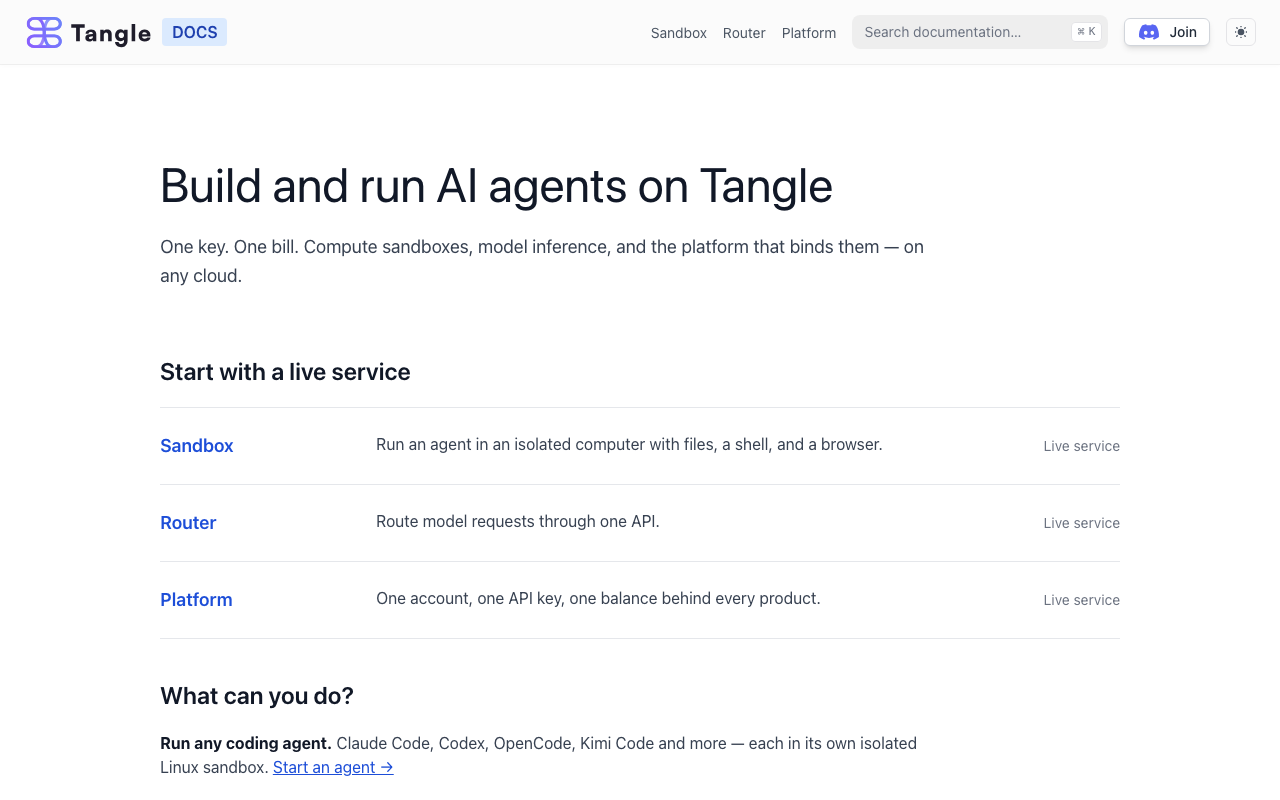 Tangle DOCS Sandbox Router Platform Search documentation... ⌘ K Join
Build and run AI agents on Tangle
One key. One bill. Compute sandboxes, model inference, and the platform that binds them — on
any cloud.
Start with a live service
Sandbox Run an agent in an isolated computer with files, a shell, and a browser. Live service
Router Route model requests through one API. Live service
Platform One account, one API key, one balance behind every product. Live service
What can you do?
Run any coding agent. Claude Code, Codex, OpenCode, Kimi Code and more — each in its own isolated
Linux sandbox. Start an agent →